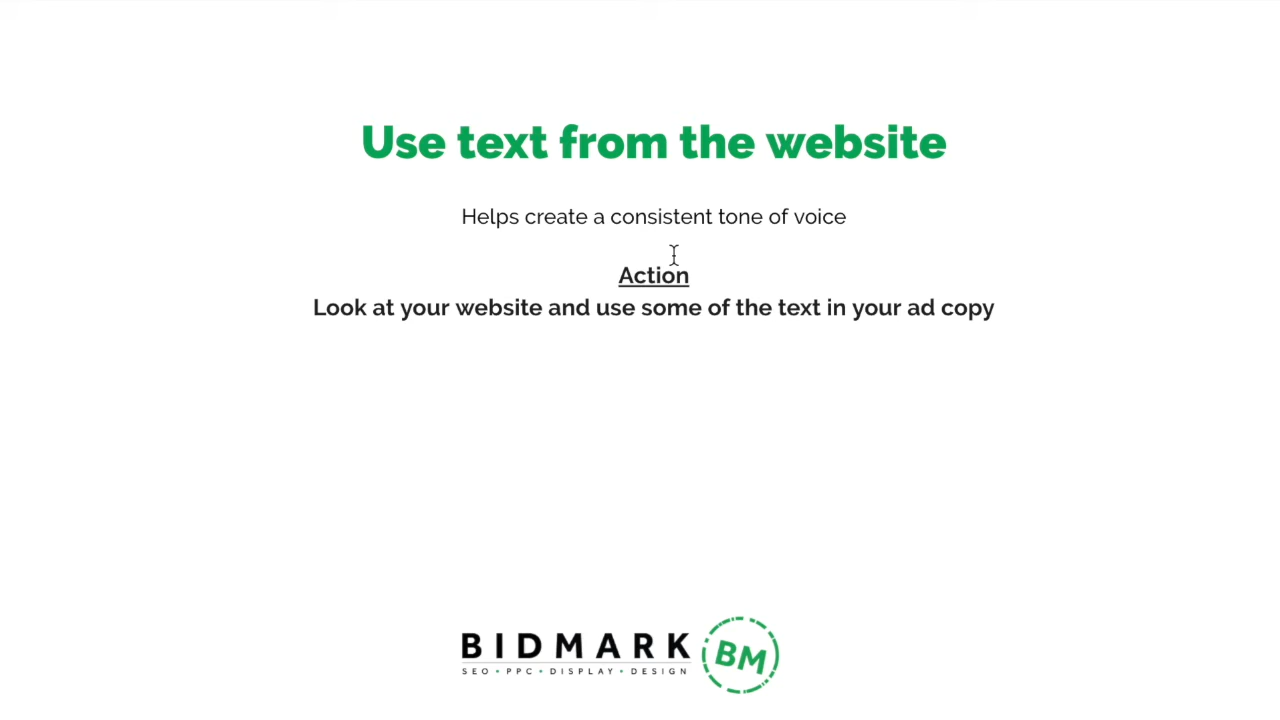 Use text from the website
Helps create a consistent tone of voice
Action
Look at your website and use some of the text in your ad copy
BIDMARK
SEO • PPC • DISPLAY • DESIGN
BM